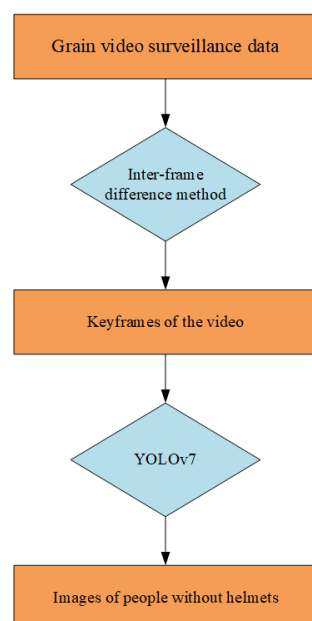 Grain video surveillance data
Inter-frame
difference method
Keyframes of the video
YOLOv7
Images of people without helmets